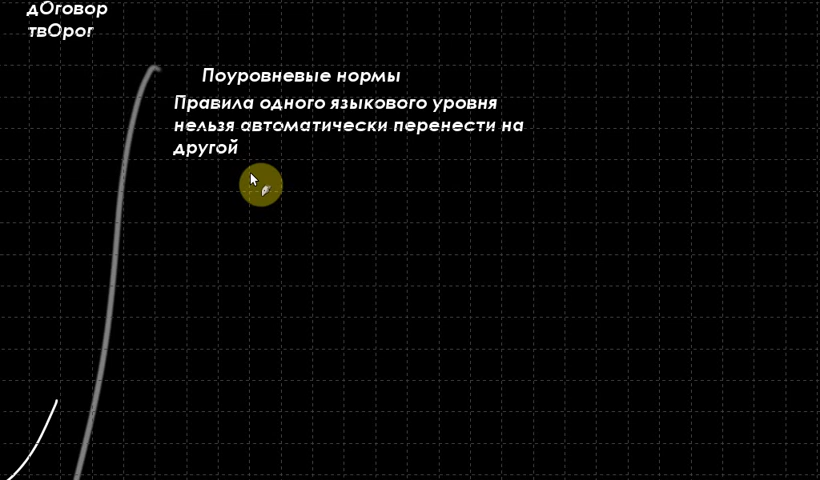 дОговор
твОрог
Поуровневые нормы
Правила одного языкового уровня
нельзя автоматически перенести на
другой